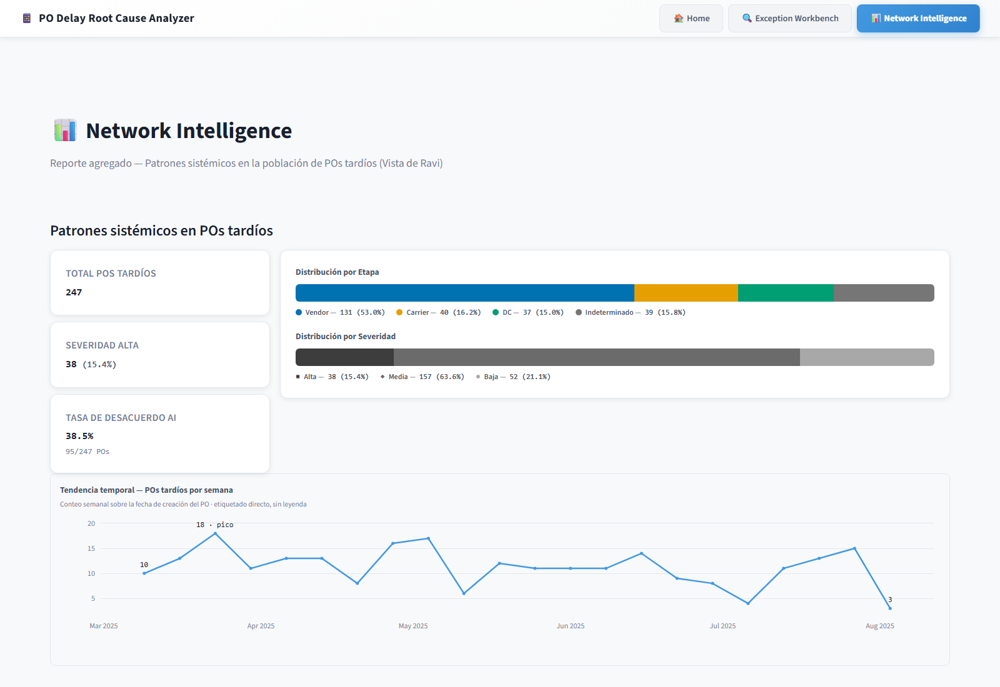 PO Delay Root Cause Analyzer
Home
Exception Workbench
Network Intelligence
Network Intelligence
Reporte agregado — Patrones sistémicos en la población de POs tardíos (Vista de Ravi)
Patrones sistémicos en POs tardíos
TOTAL POS TARDÍOS
247
SEVERIDAD ALTA
38 (15.4%)
TASA DE DESACUERDO AI
38.5%
95/247 POs
Distribución por Etapa
Vendor — 131 (53.0%) Carrier — 40 (16.2%) DC — 37 (15.0%) Indeterminado — 39 (15.8%)
Distribución por Severidad
Alta — 38 (15.4%) Media — 157 (63.6%) Baja — 52 (21.1%)
Tendencia temporal — POs tardíos por semana
Conteo semanal sobre la fecha de creación del PO · etiquetado directo, sin leyenda
20
18 · pico
15
10
10
5
3
Mar 2025 Apr 2025 May 2025 Jun 2025 Jul 2025 Aug 2025